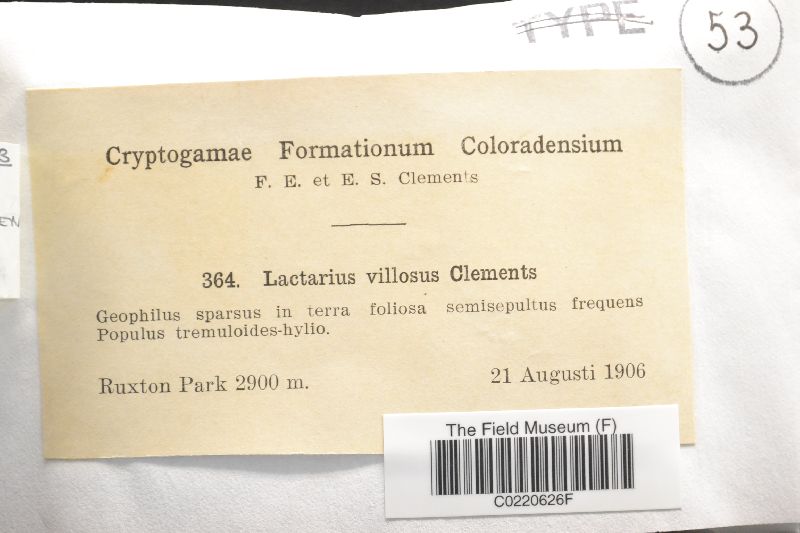 TYPE
53
Cryptogamae Formationum Coloradensium
F. E. et E. S. Clements
364. Lactarius villosus Clements
Geophilus sparsus in terra foliosa semisepultus frequens
Populus tremuloides-hylio.
Ruxton Park 2900 m.
21 Augusti 1906
The Field Museum (F)
C0220626F